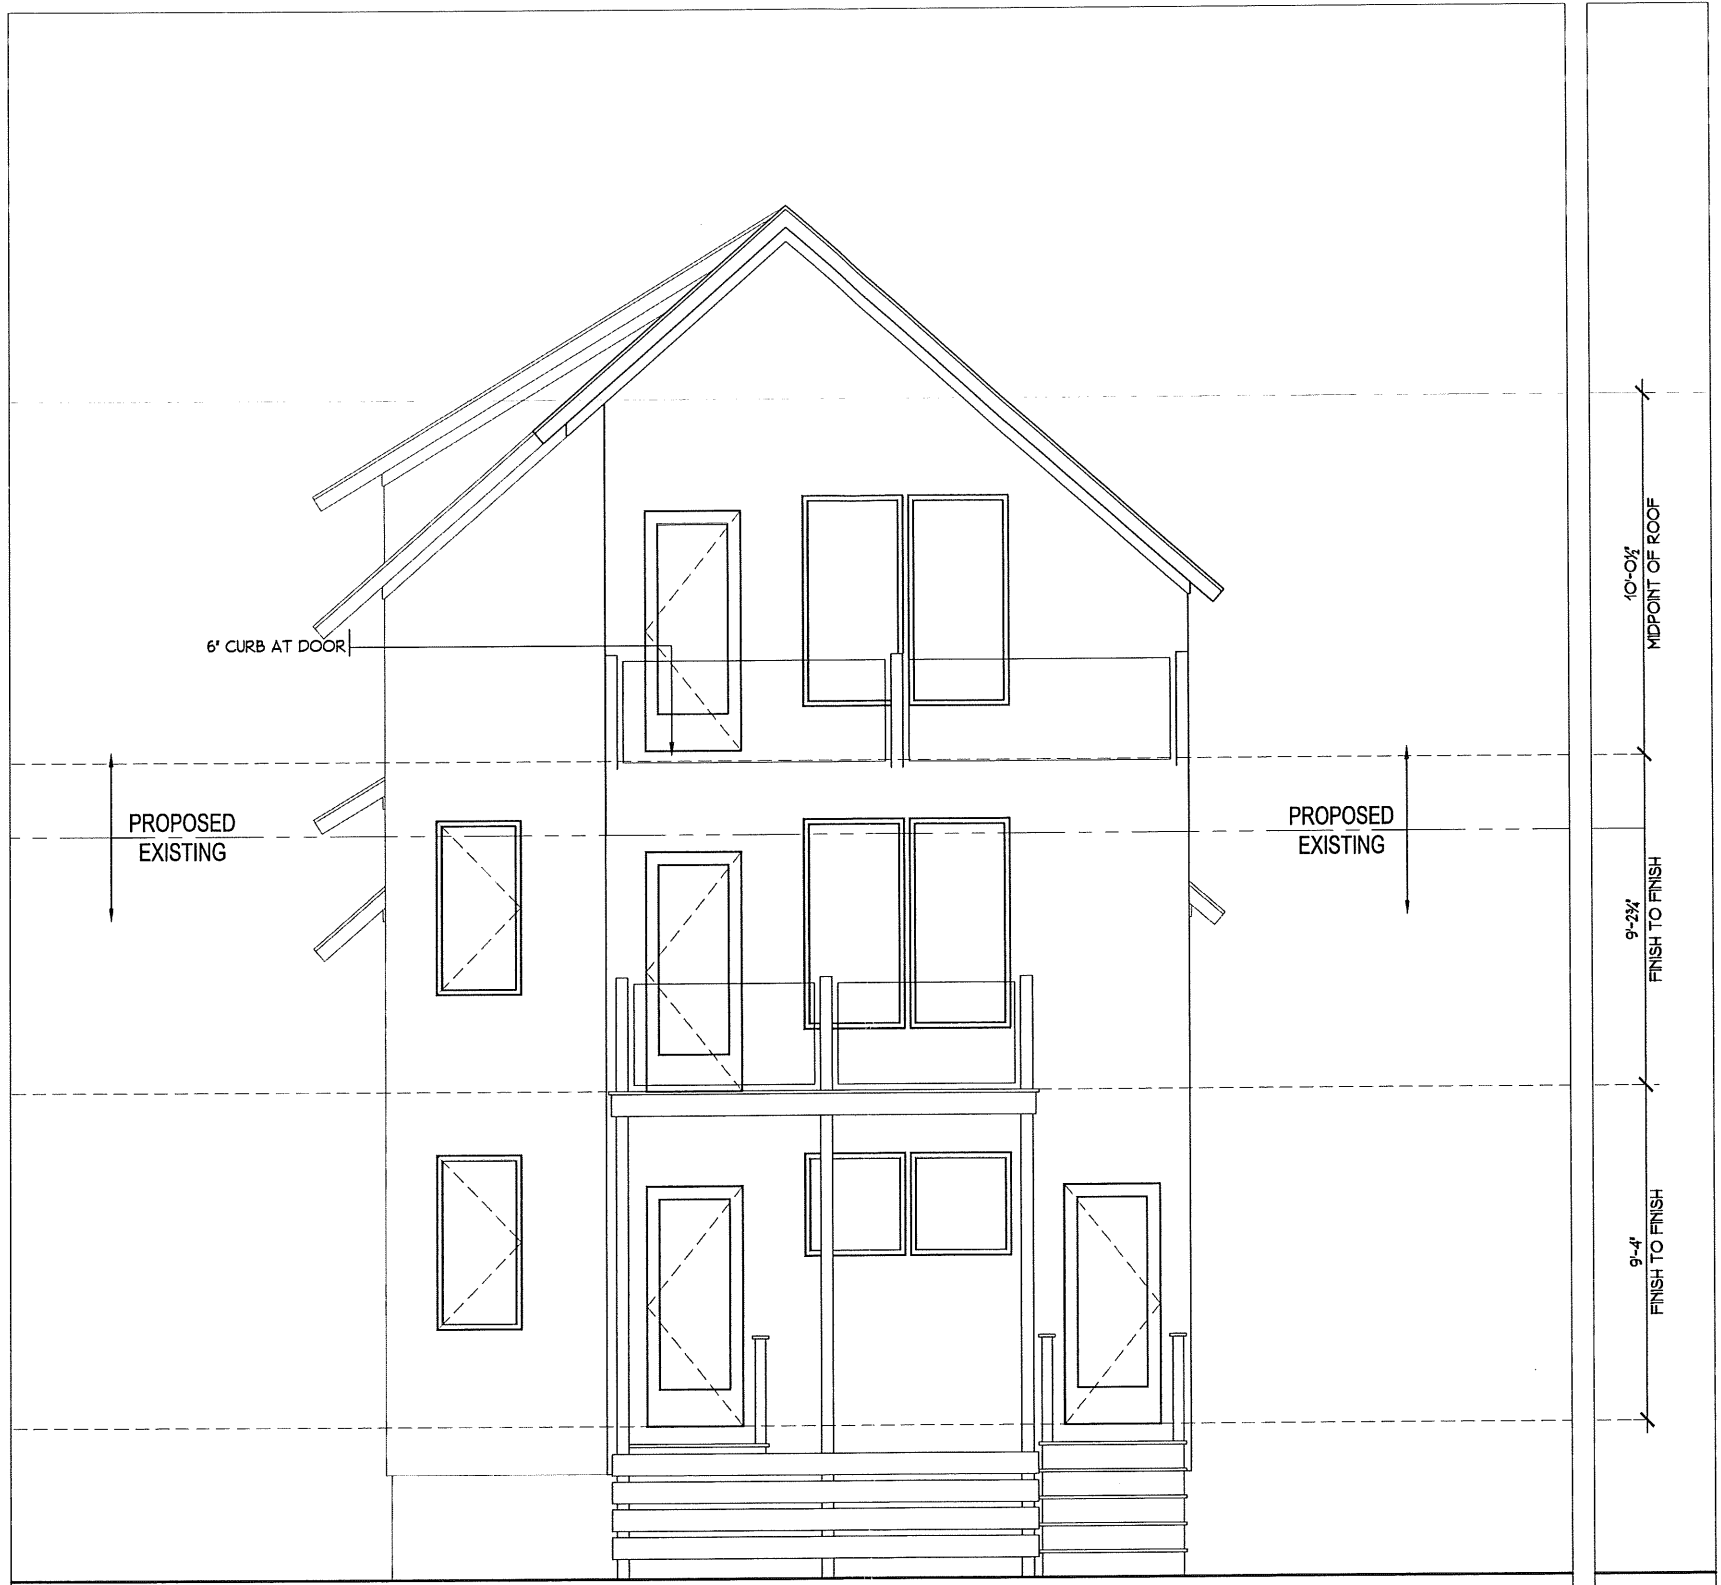 10'-0½"
MIDPOINT OF ROOF
6" CURB AT DOOR
PROPOSED
EXISTING
PROPOSED
EXISTING
9'-2¾"
FINISH TO FINISH
9'-4"
FINISH TO FINISH